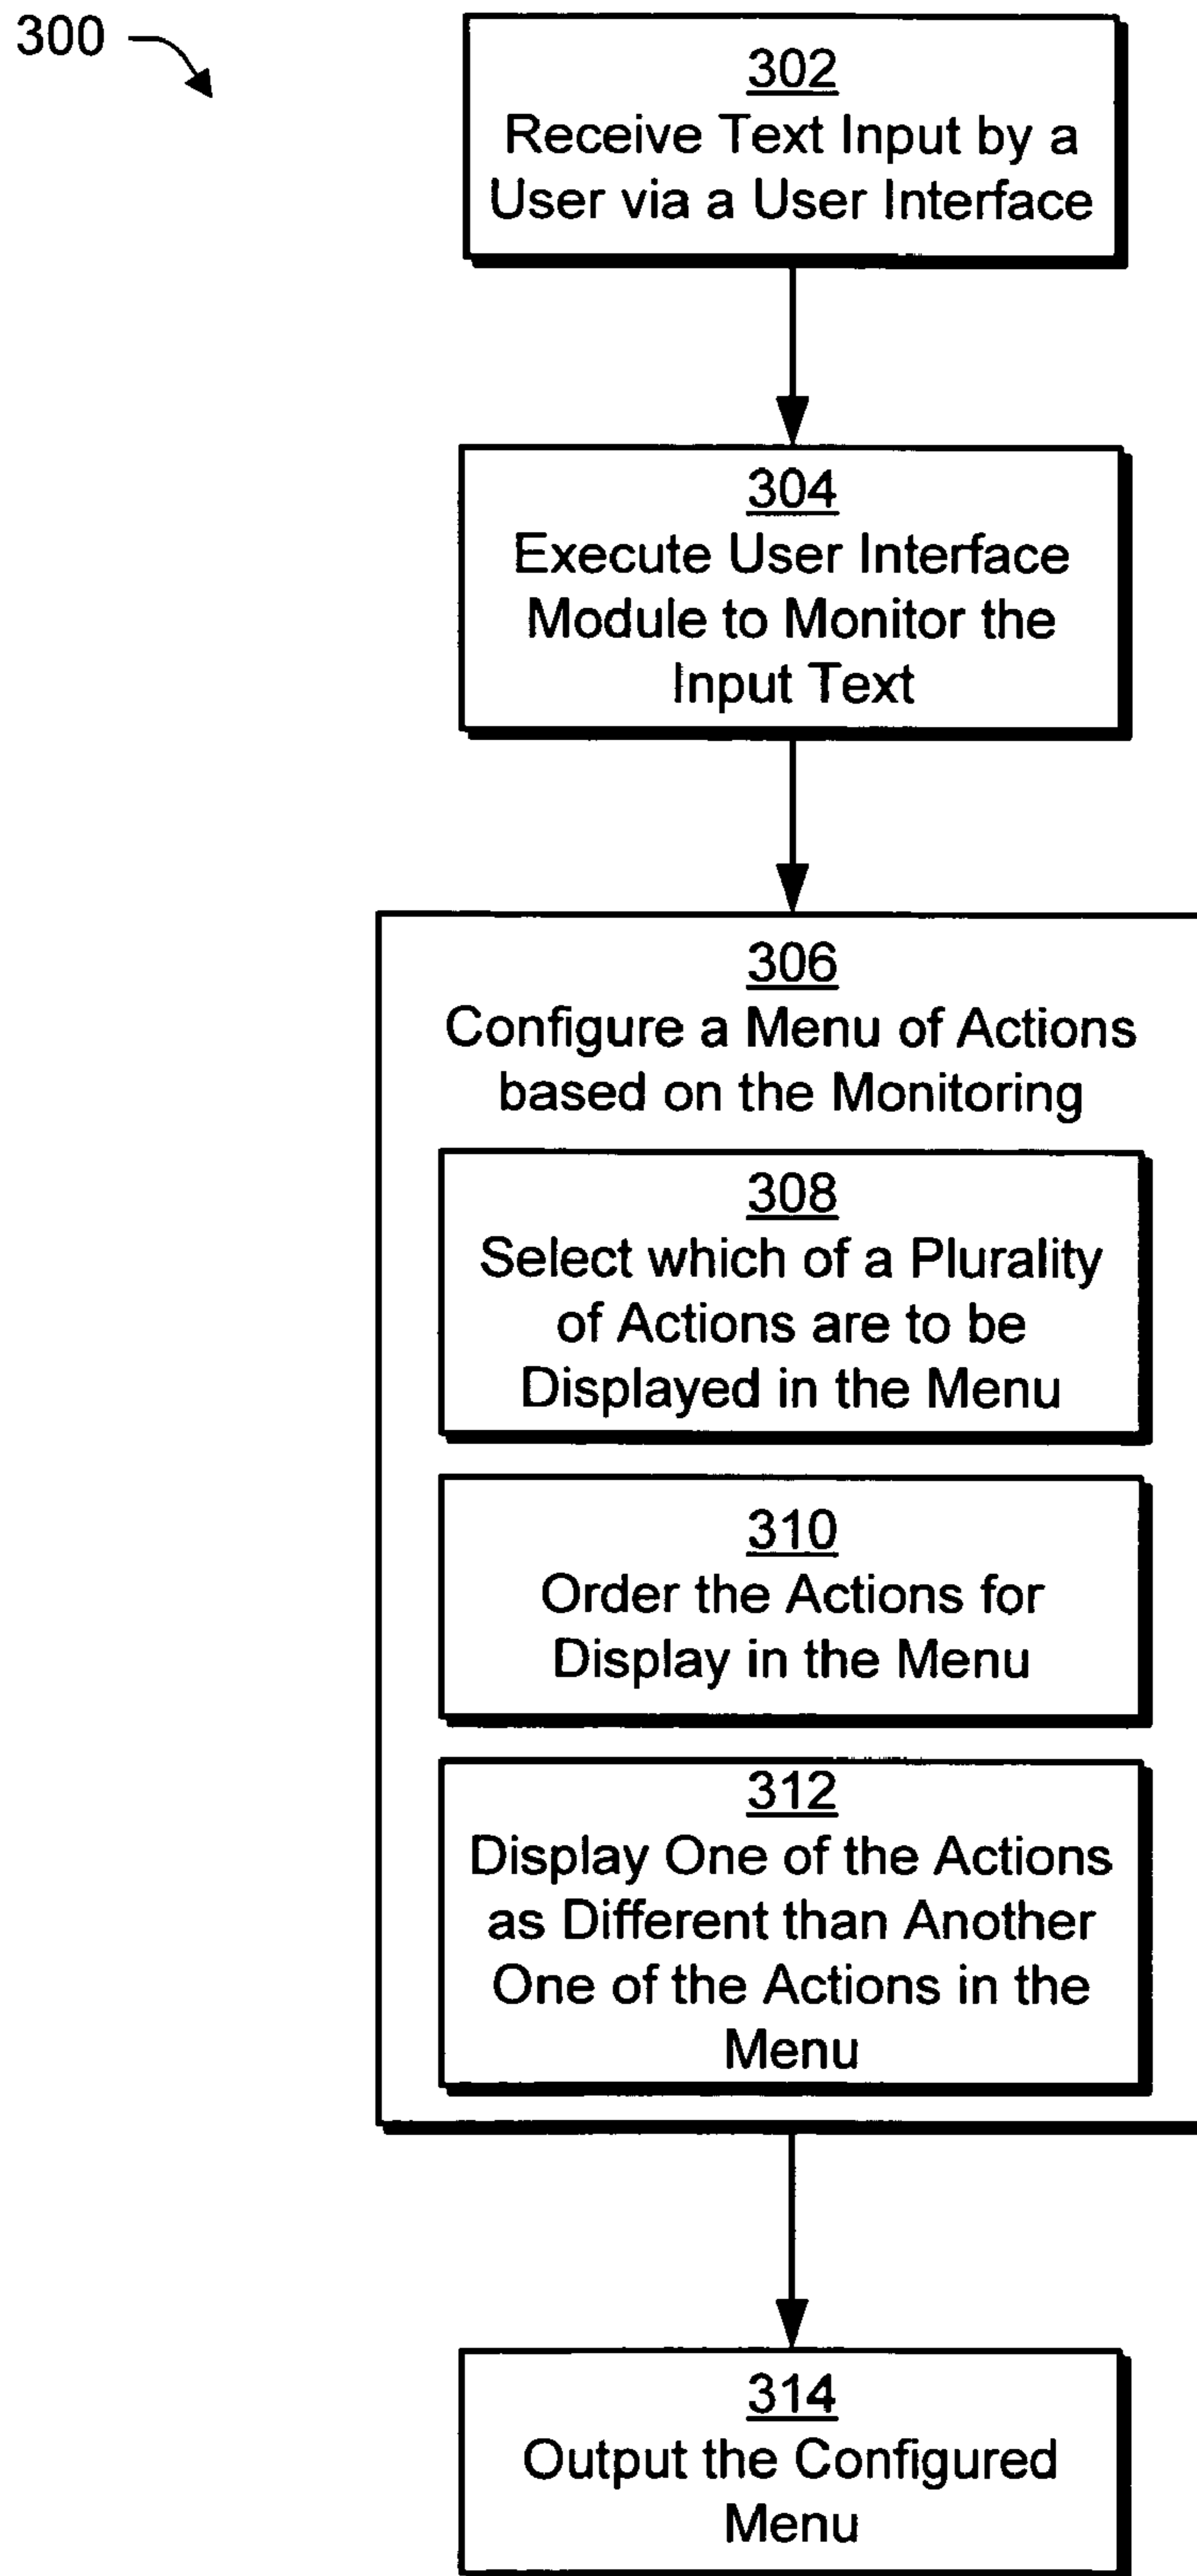 300
302
Receive Text Input by a
User via a User Interface
304
Execute User Interface
Module to Monitor the
Input Text
306
Configure a Menu of Actions
based on the Monitoring
308
Select which of a Plurality
of Actions are to be
Displayed in the Menu
310
Order the Actions for
Display in the Menu
312
Display One of the Actions
as Different than Another
One of the Actions in the
Menu
314
Output the Configured
Menu